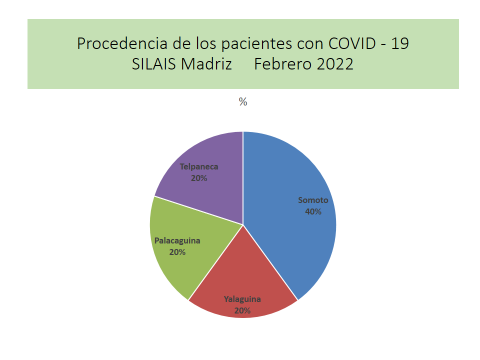 Procedencia de los pacientes con COVID - 19
SILAIS Madriz Febrero 2022
%
Telpaneca
20%
Somoto
40%
Palacaguina
20%
Yalaguina
20%